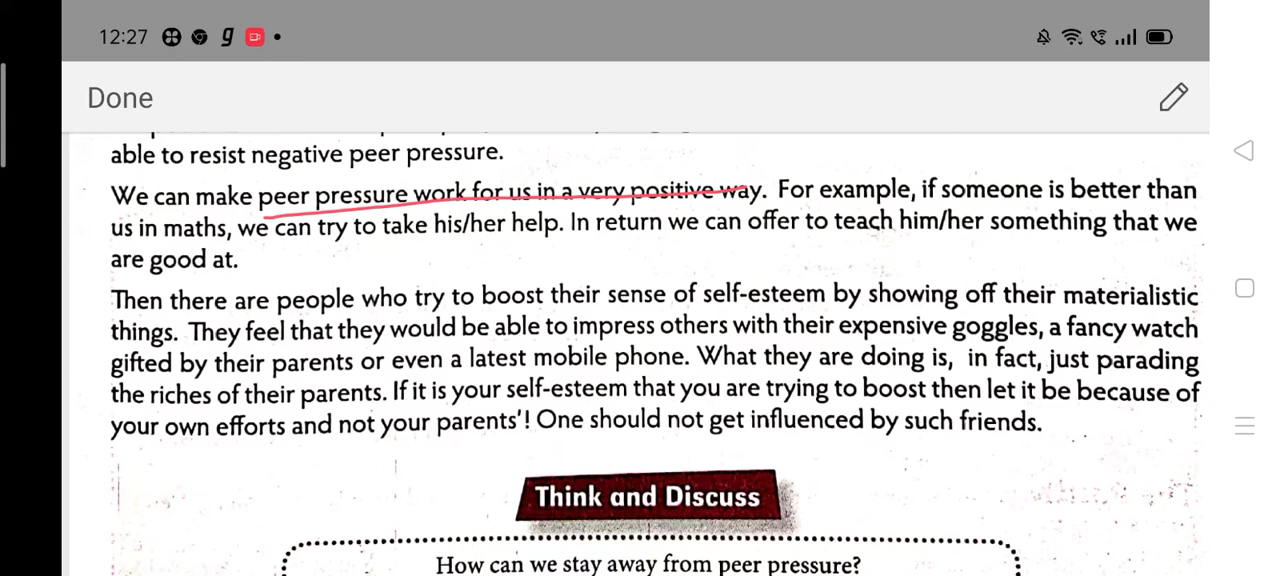 12:27
Done
able to resist negative peer pressure.
We can make peer pressure work for us in a very positive way. For example, if someone is better than
us in maths, we can try to take his/her help. In return we can offer to teach him/her something that we
are good at.
Then there are people who try to boost their sense of self-esteem by showing off their materialistic
things. They feel that they would be able to impress others with their expensive goggles, a fancy watch
gifted by their parents or even a latest mobile phone. What they are doing is, in fact, just parading
the riches of their parents. If it is your self-esteem that you are trying to boost then let it be because of
your own efforts and not your parents'! One should not get influenced by such friends.
Think and Discuss
How can we stay away from peer pressure?